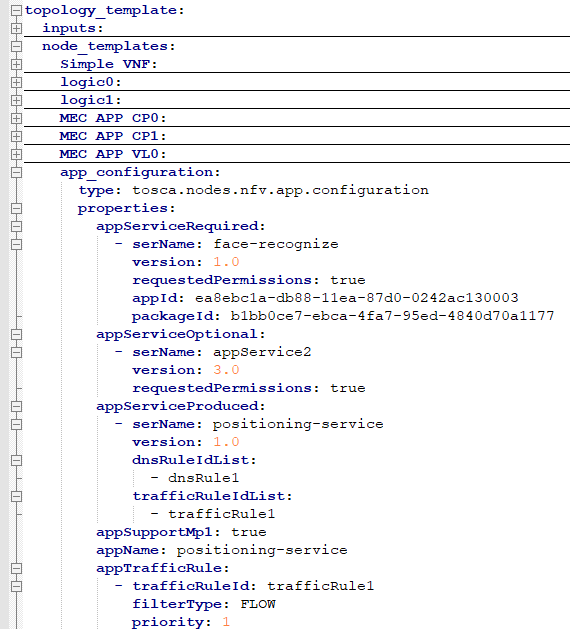 topology_template:
  inputs:
  node_templates:
    Simple VNF:
    logic0:
    logic1:
    MEC APP CP0:
    MEC APP CP1:
    MEC APP VL0:
    app_configuration:
      type: tosca.nodes.nfv.app.configuration
      properties:
        appServiceRequired:
          - serName: face-recognize
            version: 1.0
            requestedPermissions: true
            appId: ea8ebc1a-db88-11ea-87d0-0242ac130003
            packageId: b1bb0ce7-ebca-4fa7-95ed-4840d70a1177
        appServiceOptional:
          - serName: appService2
            version: 3.0
            requestedPermissions: true
        appServiceProduced:
          - serName: positioning-service
            version: 1.0
            dnsRuleIdList:
              - dnsRule1
            trafficRuleIdList:
              - trafficRule1
        appSupportMp1: true
        appName: positioning-service
        appTrafficRule:
          - trafficRuleId: trafficRule1
            filterType: FLOW
            priority: 1